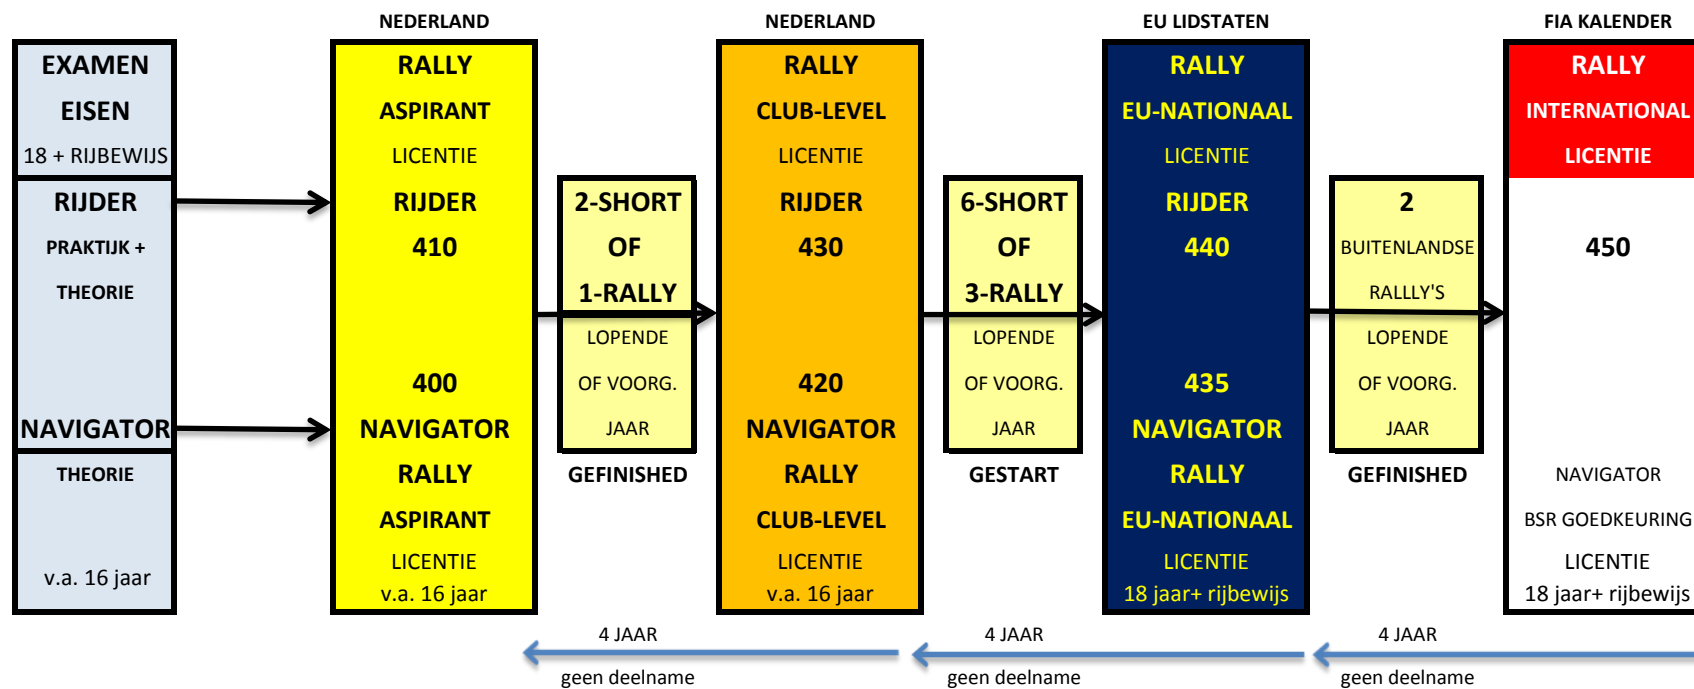 EXAMEN
EISEN
18 + RIJBEWIJS
RIJDER
PRAKTIJK +
THEORIE
NAVIGATOR
THEORIE
v.a. 16 jaar
NEDERLAND
RALLY
ASPIRANT
LICENTIE
RIJDER
410
400
NAVIGATOR
RALLY
ASPIRANT
LICENTIE
v.a. 16 jaar
2-SHORT
OF
1-RALLY
LOPENDE
OF VOORG.
JAAR
GEFINISHED
NEDERLAND
RALLY
CLUB-LEVEL
LICENTIE
RIJDER
430
420
NAVIGATOR
RALLY
CLUB-LEVEL
LICENTIE
v.a. 16 jaar
6-SHORT
OF
3-RALLY
LOPENDE
OF VOORG.
JAAR
GESTART
EU LIDSTATEN
RALLY
EU-NATIONAAL
LICENTIE
RIJDER
440
435
NAVIGATOR
RALLY
EU-NATIONAAL
LICENTIE
18 jaar+ rijbewijs
2
BUITENLANDSE
RALLLY'S
LOPENDE
OF VOORG.
JAAR
GEFINISHED
FIA KALENDER
RALLY
INTERNATIONAL
LICENTIE
450
NAVIGATOR
BSR GOEDKEURING
LICENTIE
18 jaar+ rijbewijs
4 JAAR
geen deelname
4 JAAR
geen deelname
4 JAAR
geen deelname